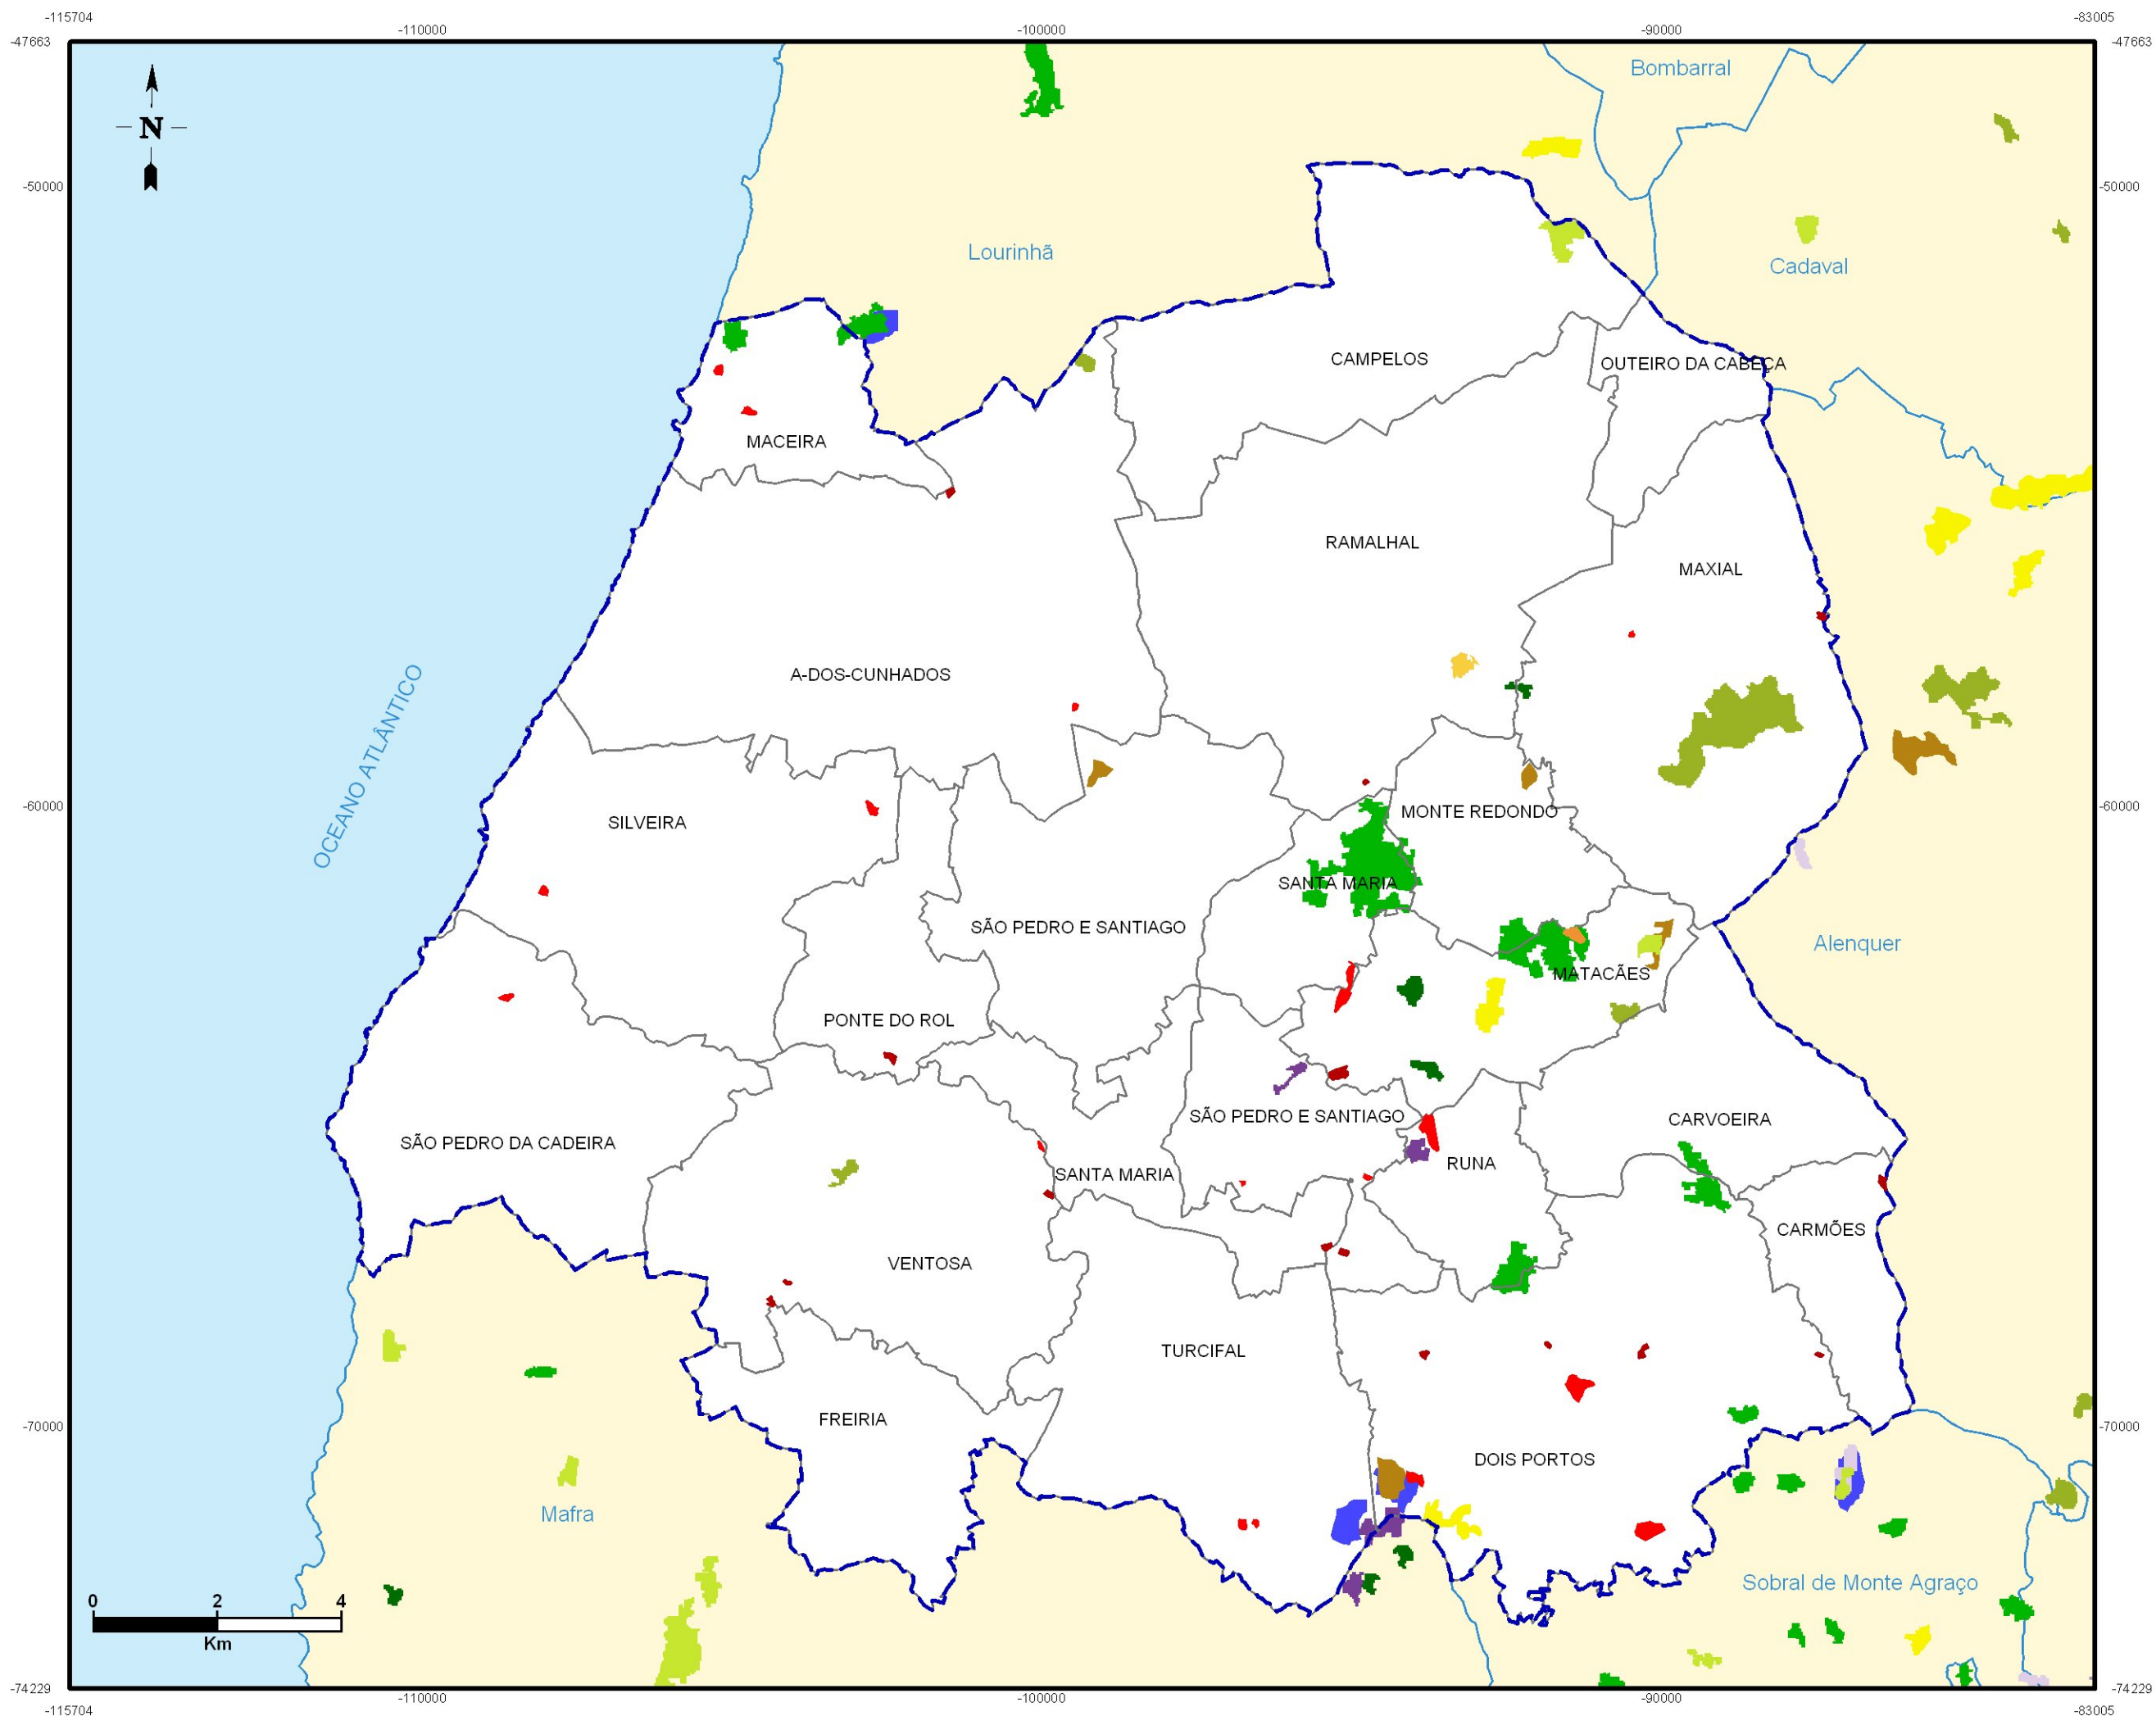 -115704
-83005
-110000
-100000
-90000
-47663
-47663
Bombarral
N
-50000
-50000
Lourinhã
Cadaval
CAMPELOS
OUTEIRO DA CABEÇA
MACEIRA
RAMALHAL
MAXIAL
A-DOS-CUNHADOS
OCEANO ATLÂNTICO
-60000
-60000
MONTE REDONDO
SILVEIRA
SANTA MARIA
SÃO PEDRO E SANTIAGO
Alenquer
MATACÃES
PONTE DO ROL
SÃO PEDRO E SANTIAGO
CARVOEIRA
SÃO PEDRO DA CADEIRA
RUNA
SANTA MARIA
CARMÕES
VENTOSA
TURCIFAL
FREIRIA
-70000
-70000
DOIS PORTOS
Mafra
Sobral de Monte Agraço
0 2 4
Km
-74229
-74229
-110000
-100000
-90000
-115704
-83005